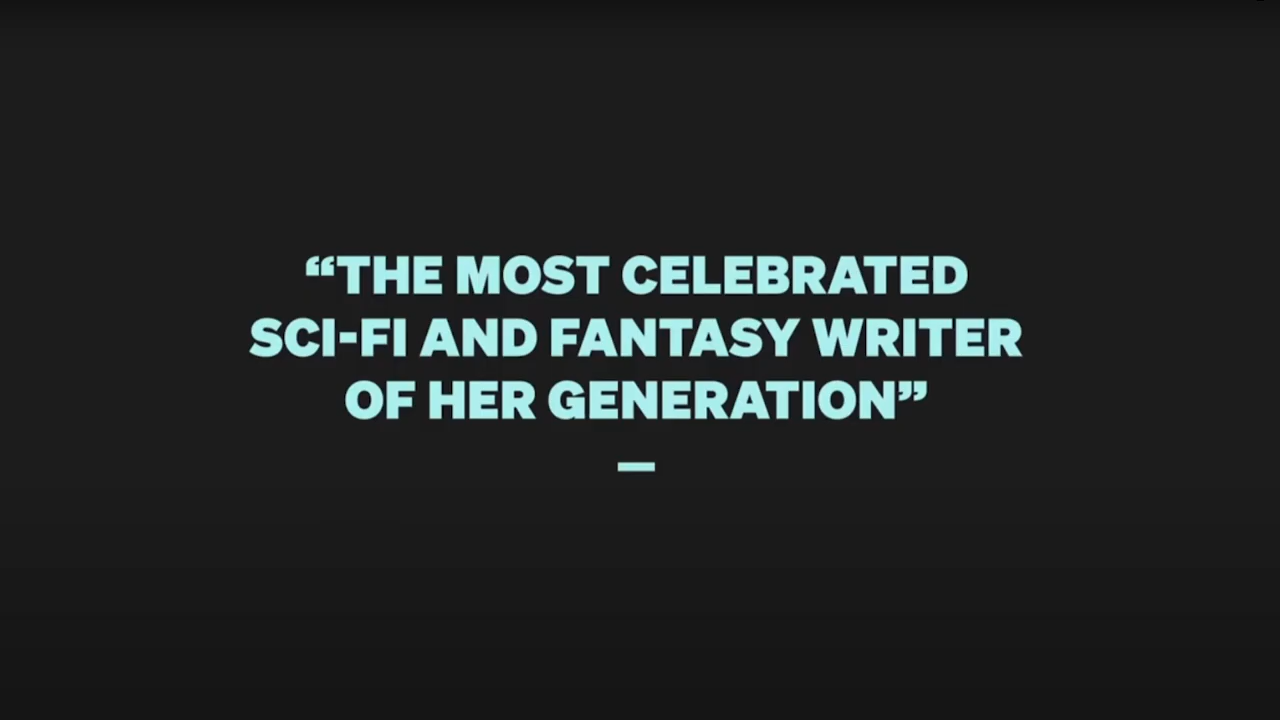 “THE MOST CELEBRATED
SCI-FI AND FANTASY WRITER
OF HER GENERATION”
–